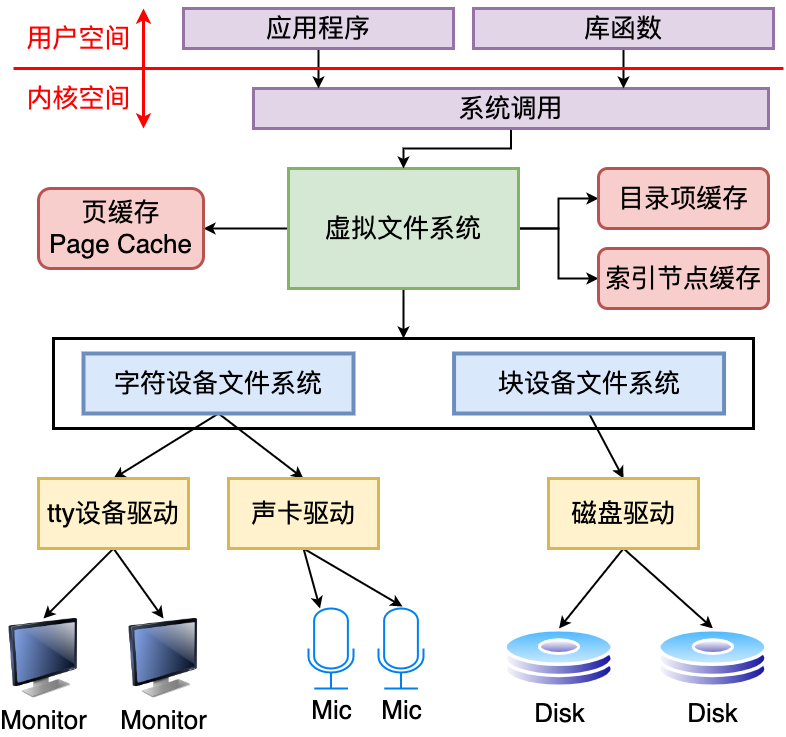 用户空间
应用程序
库函数
内核空间
系统调用
页缓存
Page Cache
虚拟文件系统
目录项缓存
索引节点缓存
字符设备文件系统
块设备文件系统
tty设备驱动
声卡驱动
磁盘驱动
Monitor
Monitor
Mic
Mic
Disk
Disk